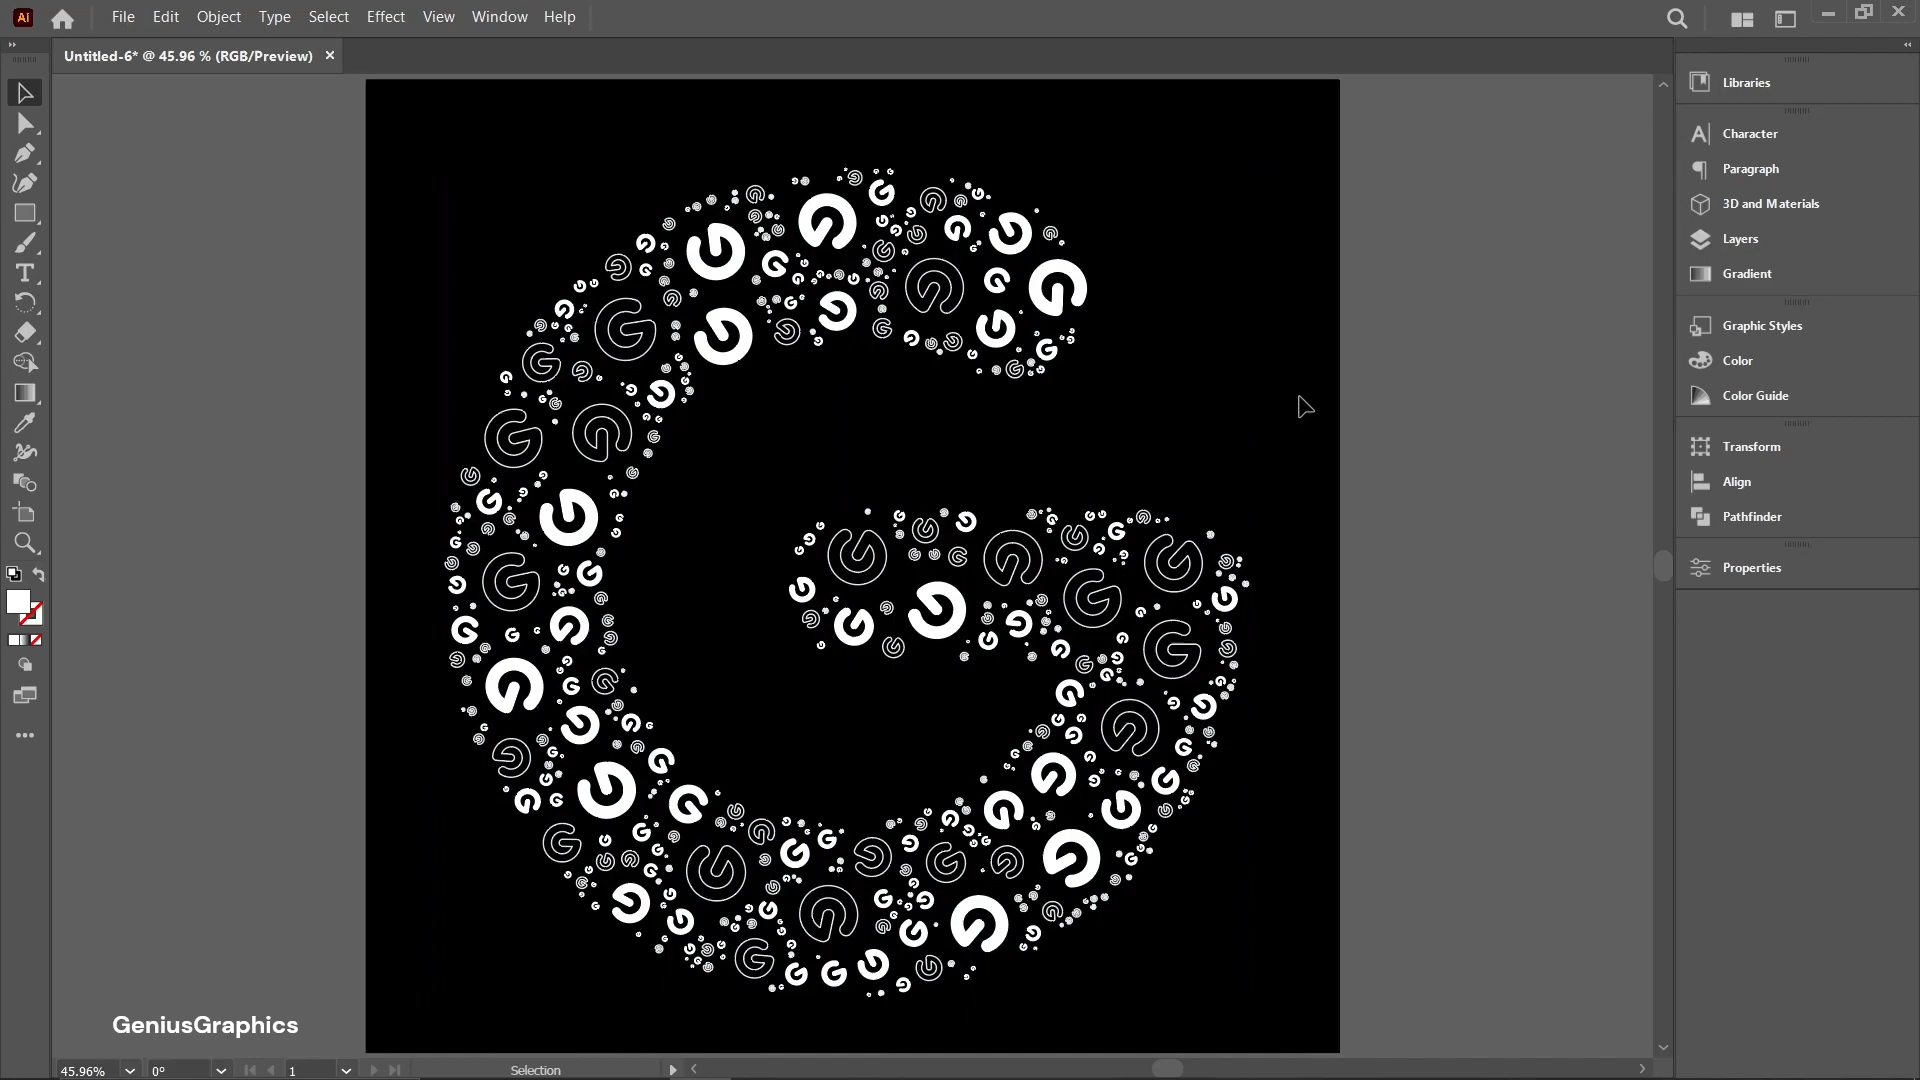 Ai
File Edit Object Type Select Effect View Window Help
Untitled-6* @ 45.96 % (RGB/Preview)
Libraries
Character
Paragraph
3D and Materials
Layers
Gradient
Graphic Styles
Color
Color Guide
Transform
Align
Pathfinder
Properties
GeniusGraphics
45.96% 0° 1 Selection